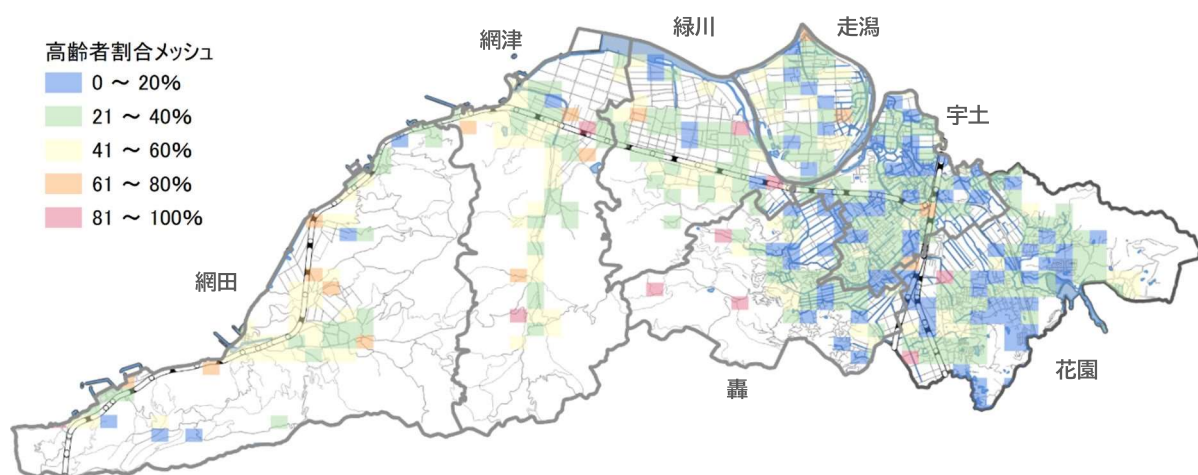 高齢者割合メッシュ
0 ～ 20%
21 ～ 40%
41 ～ 60%
61 ～ 80%
81 ～ 100%
網津
緑川
走潟
宇土
網田
轟
花園